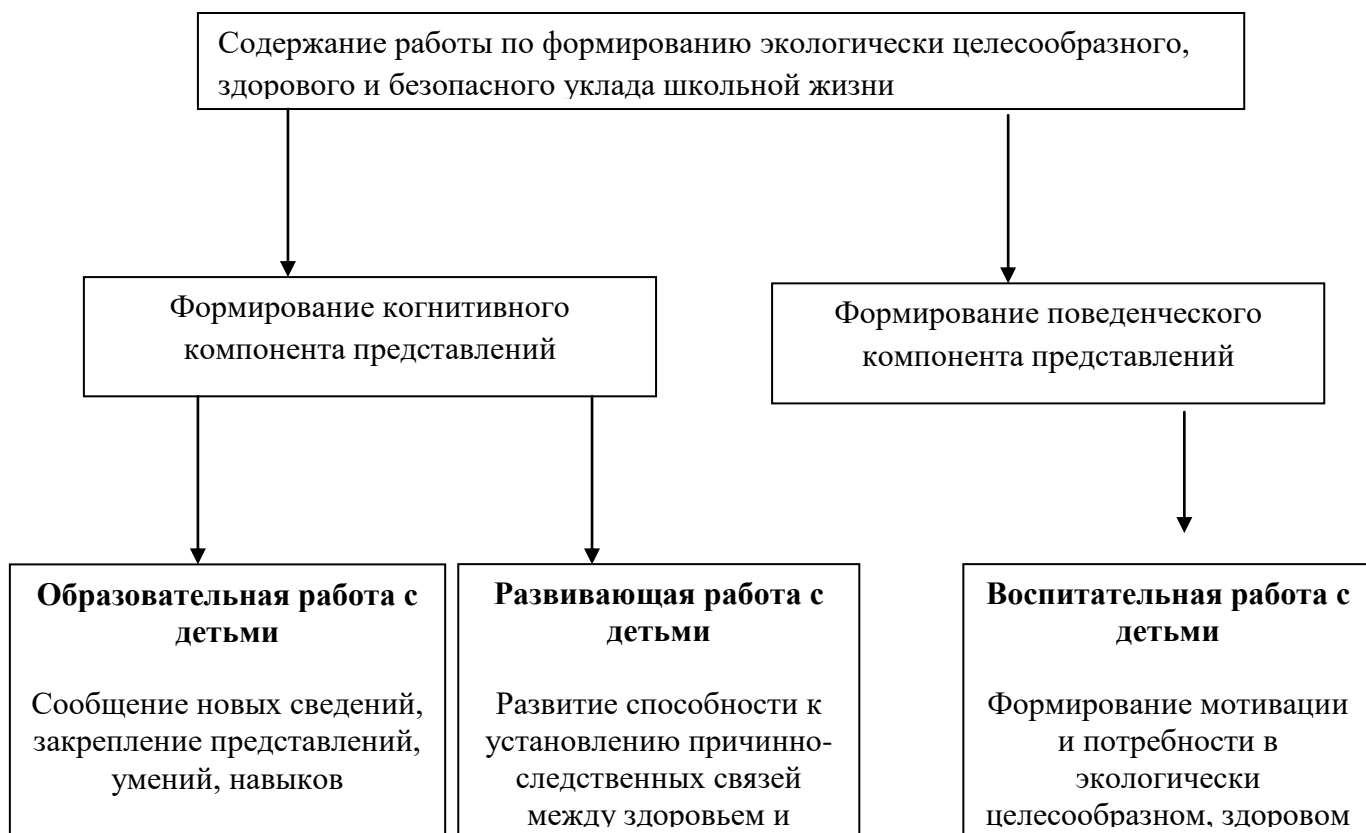 Содержание работы по формированию экологически целесообразного,
здорового и безопасного уклада школьной жизни
Формирование когнитивного
компонента представлений
Формирование поведенческого
компонента представлений
Образовательная работа с
детьми
Сообщение новых сведений,
закрепление представлений,
умений, навыков
Развивающая работа с
детьми
Развитие способности к
установлению причинно-
следственных связей
между здоровьем и
Воспитательная работа с
детьми
Формирование мотивации
и потребности в
экологически
целесообразном, здоровом